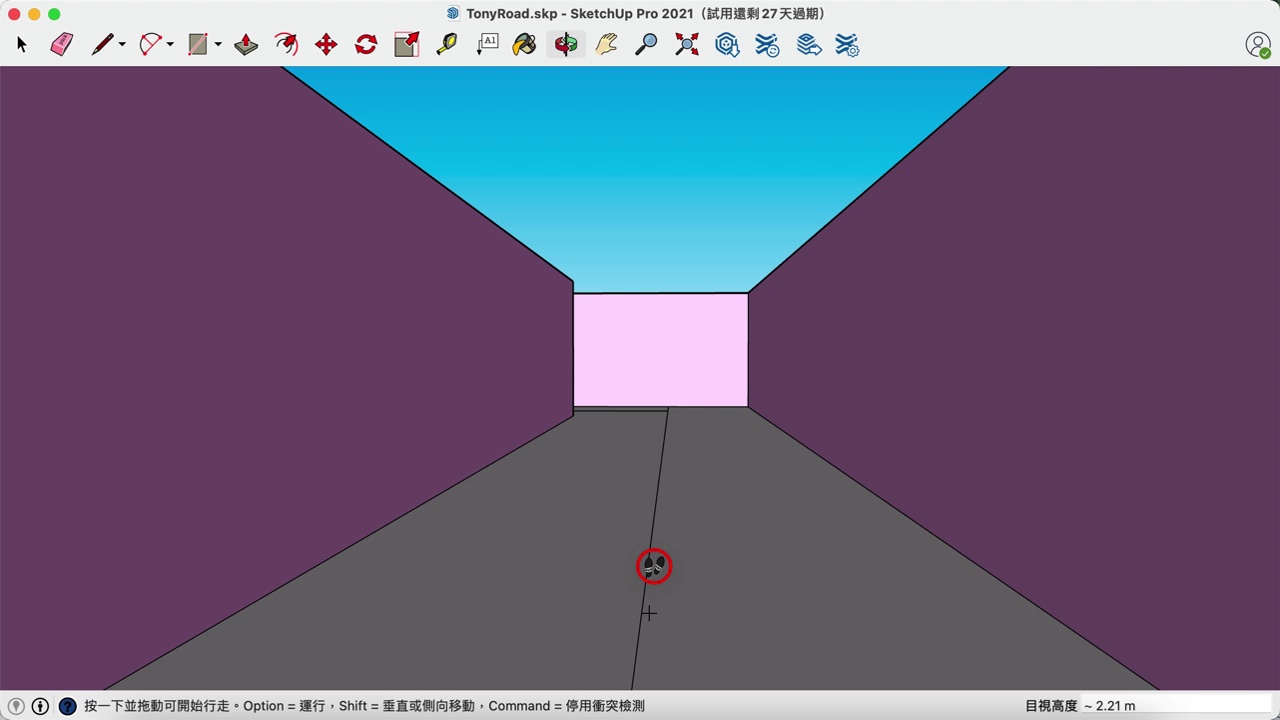 TonyRoad.skp - SketchUp Pro 2021（試用還剩 27 天過期）
A1
按一下並拖動可開始行走。Option = 運行，Shift = 垂直或側向移動，Command = 停用衝突檢測
目視高度 ~ 2.21 m